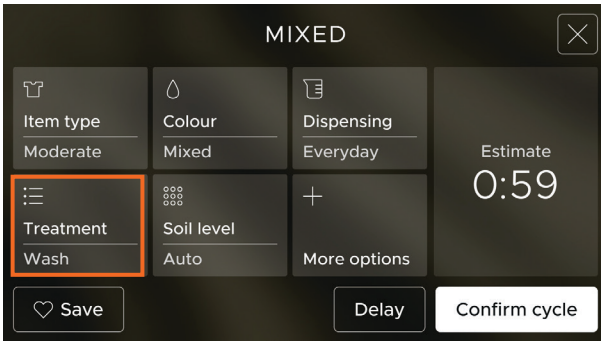 MIXED
Item type
Moderate
Colour
Mixed
Dispensing
Everyday
Estimate
0:59
Treatment
Wash
Soil level
Auto
More options
Save
Delay
Confirm cycle